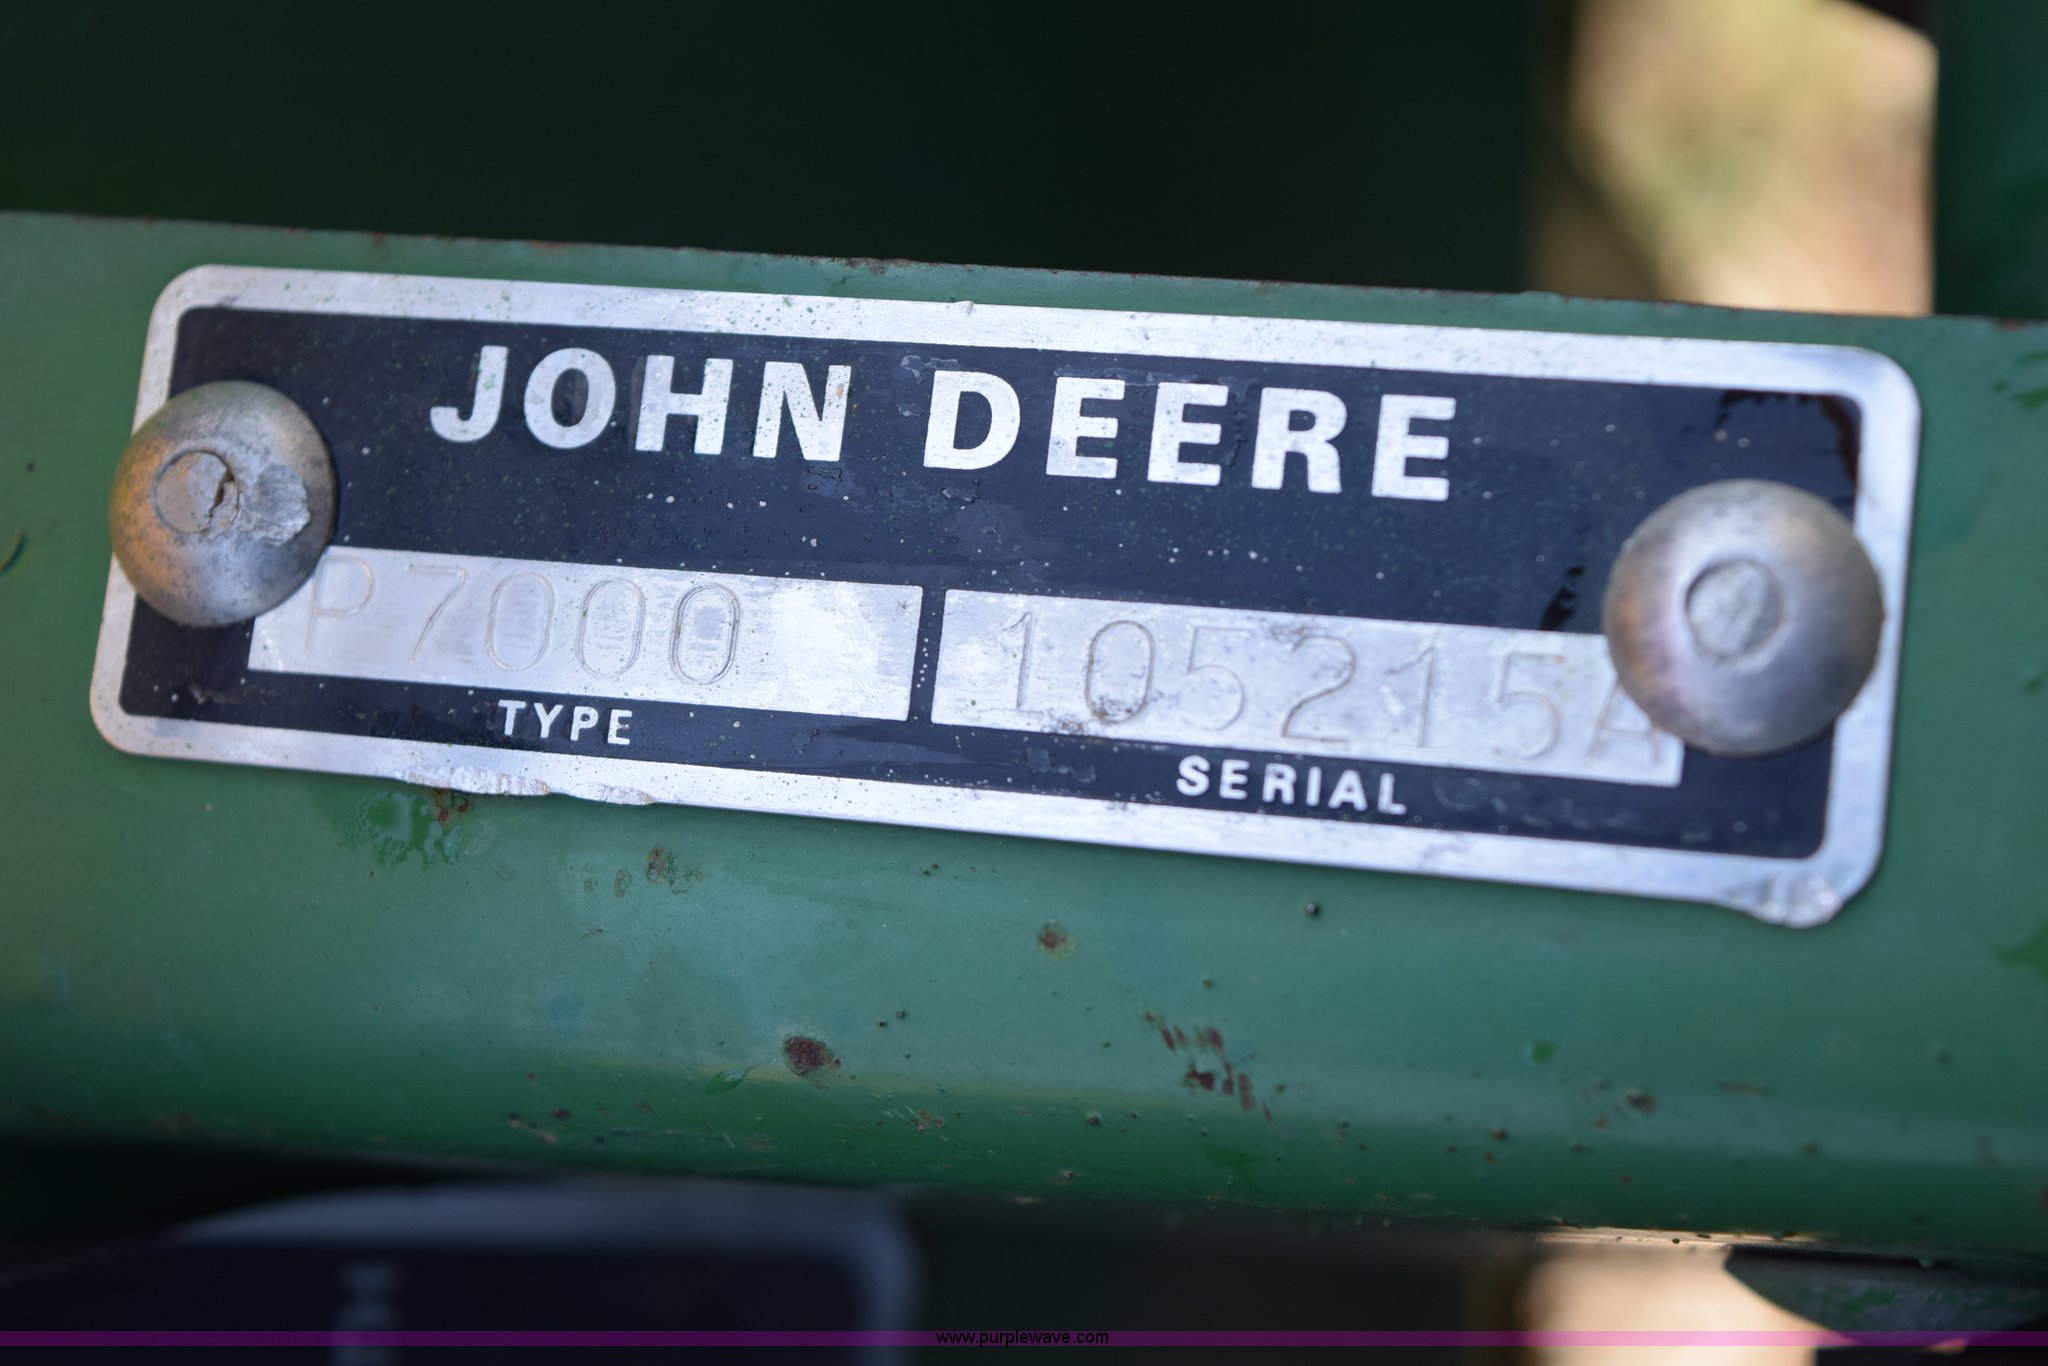 JOHN DEERE
P7000 105215A
TYPE SERIAL
www.purplewave.com